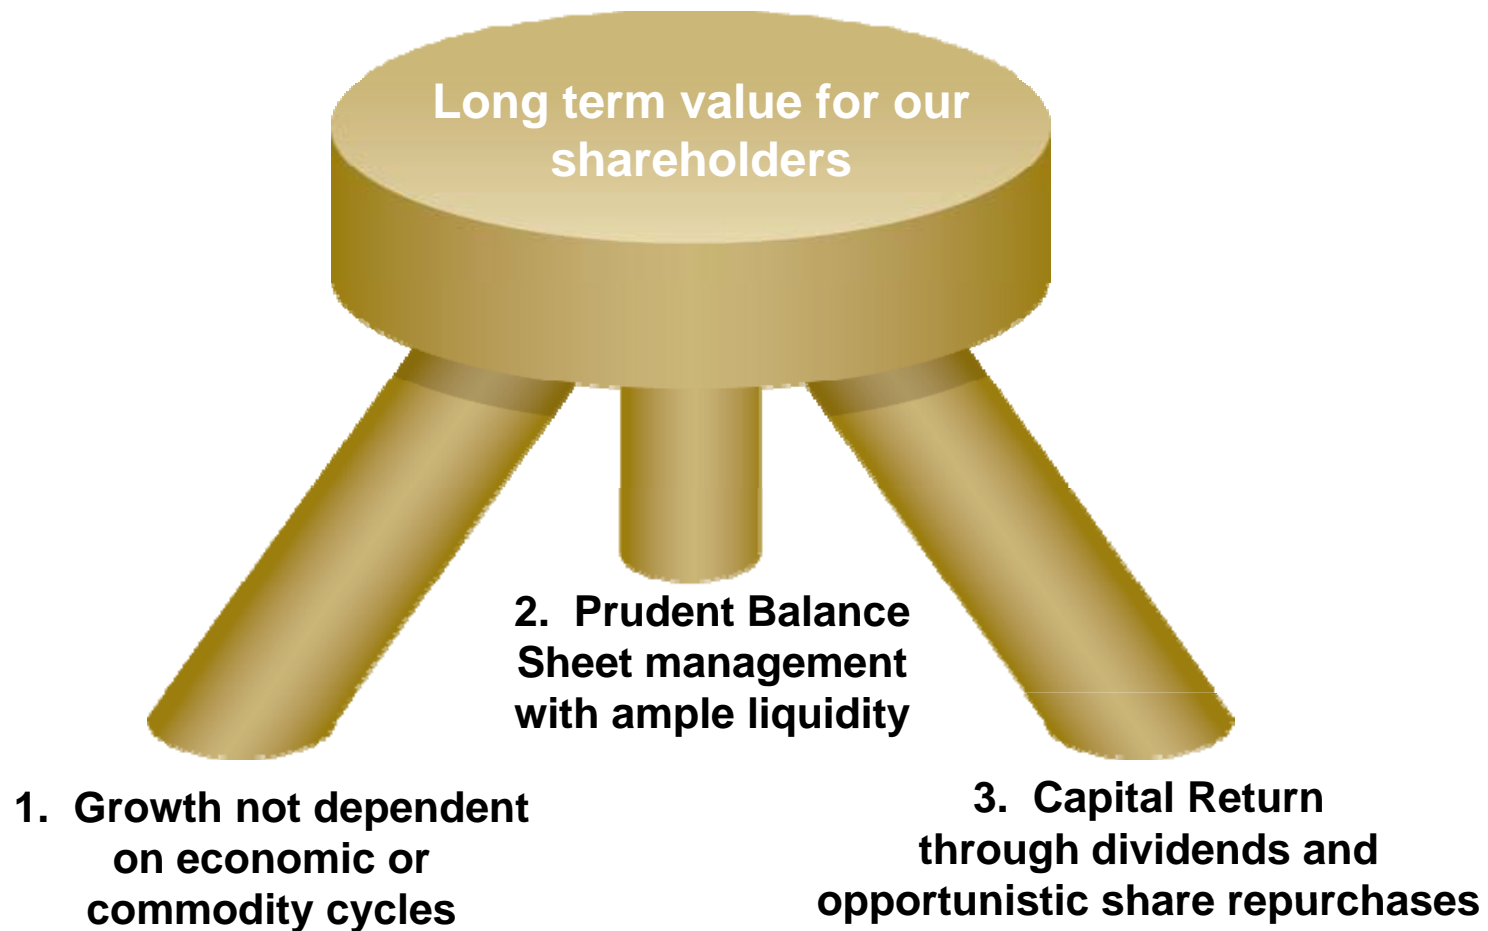 Long term value for our
shareholders
2. Prudent Balance
Sheet management
with ample liquidity
1. Growth not dependent
on economic or
commodity cycles
3. Capital Return
through dividends and
opportunistic share repurchases